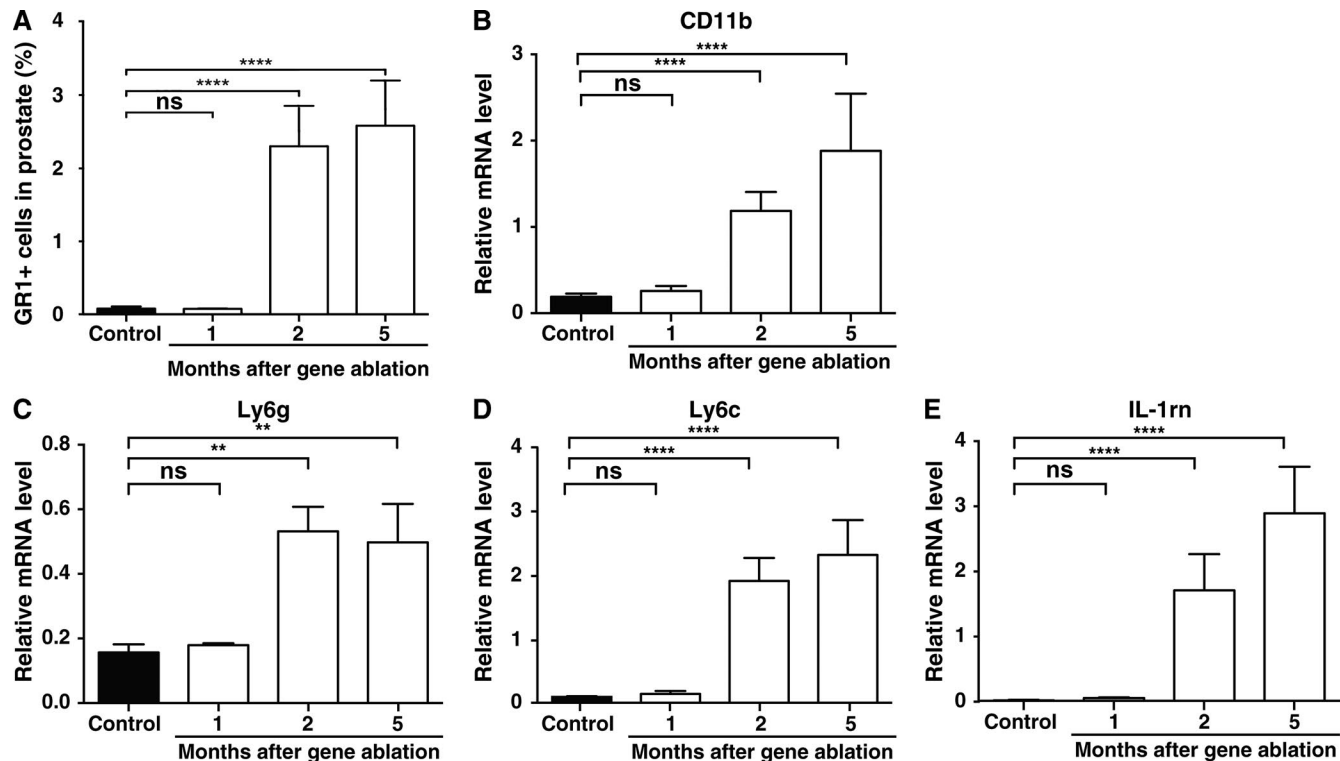 A
GR1+ cells in prostate (%)
4
3
2
1
0
****
****
ns
Control
1
2
5
Months after gene ablation
B
CD11b
Relative mRNA level
3
2
1
0
****
****
ns
Control
1
2
5
Months after gene ablation
C
Ly6g
Relative mRNA level
0.8
0.6
0.4
0.2
0.0
**
**
ns
Control
1
2
5
Months after gene ablation
D
Ly6c
Relative mRNA level
4
3
2
1
0
****
****
ns
Control
1
2
5
Months after gene ablation
E
IL-1rn
Relative mRNA level
4
3
2
1
0
****
****
ns
Control
1
2
5
Months after gene ablation